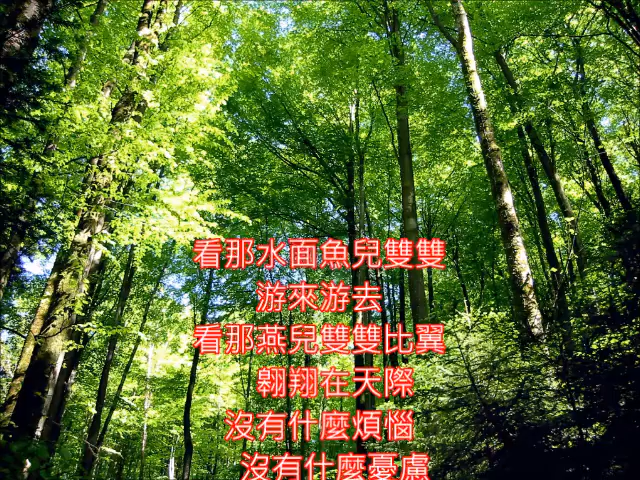 看那水面魚兒雙雙
游來游去
看那燕兒雙雙比翼
翱翔在天際
沒有什麼煩惱
沒有什麼憂慮